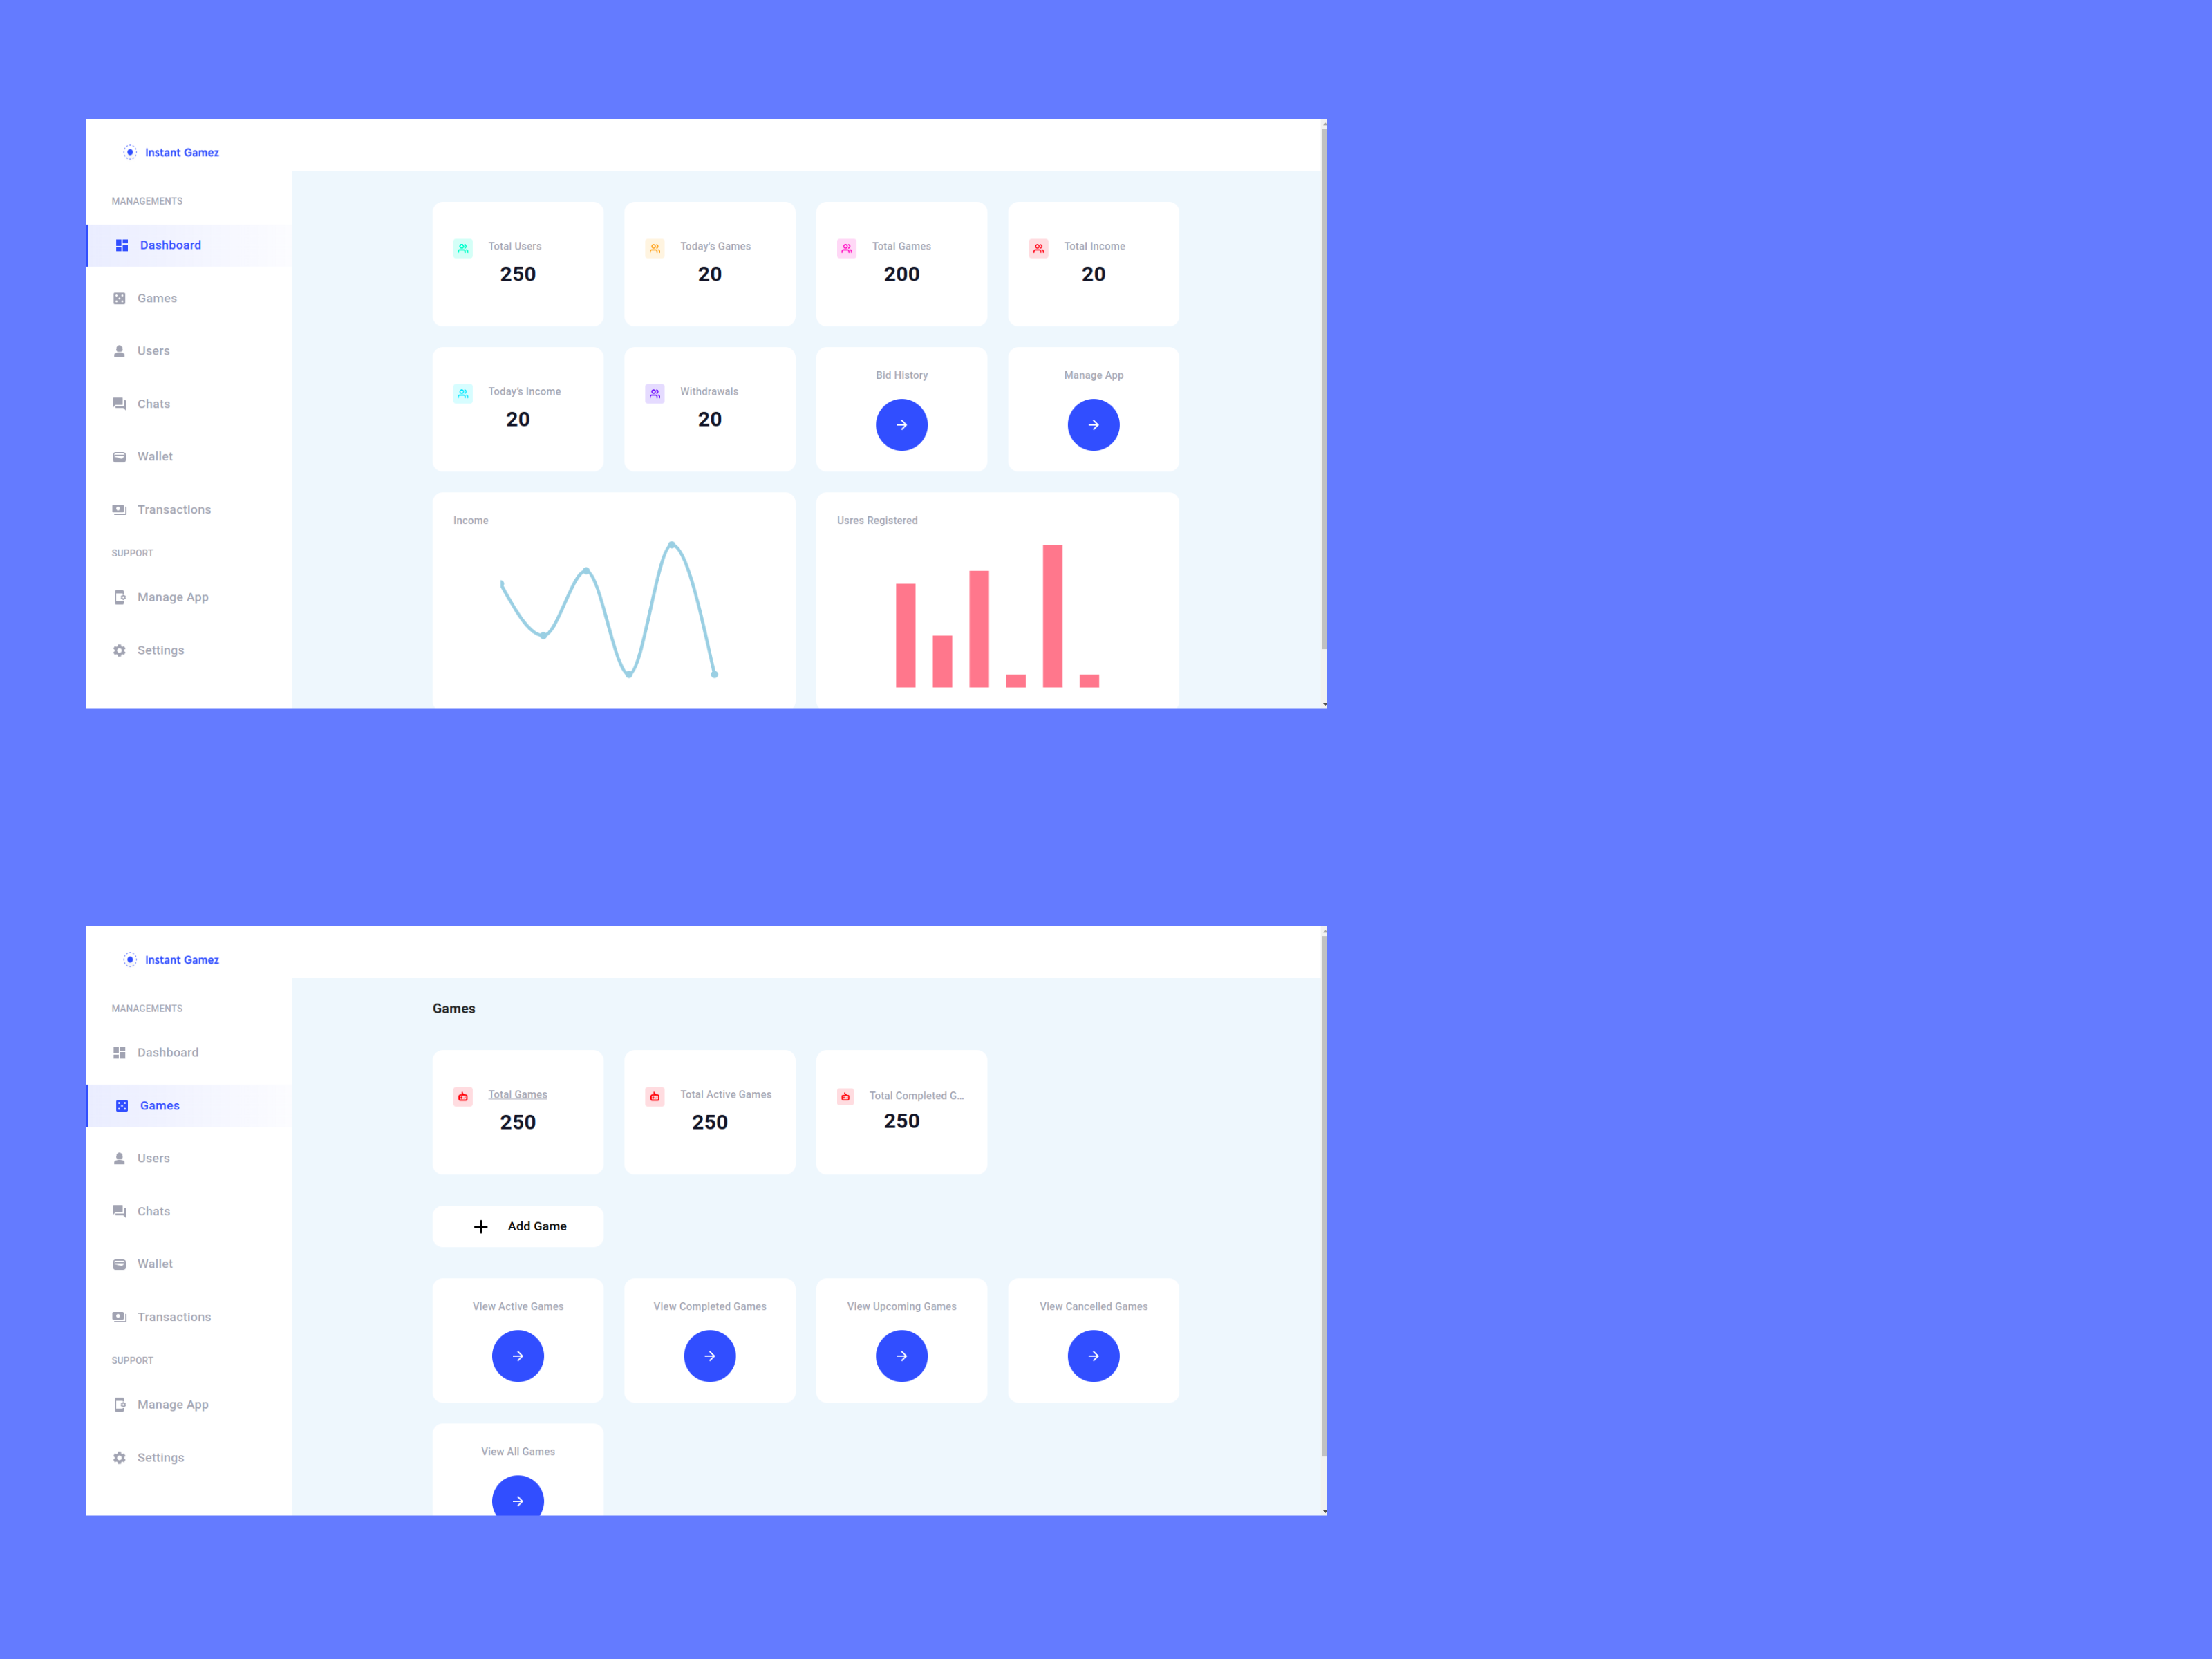 Instant Gamez
MANAGEMENTS
Dashboard
Games
Users
Chats
Wallet
Transactions
SUPPORT
Manage App
Settings
Total Users
250
Today's Games
20
Total Games
200
Total Income
20
Today's Income
20
Withdrawals
20
Bid History
Manage App
Income
Usres Registered
Instant Gamez
MANAGEMENTS
Dashboard
Games
Users
Chats
Wallet
Transactions
SUPPORT
Manage App
Settings
Games
Total Games
250
Total Active Games
250
Total Completed G...
250
Add Game
View Active Games
View Completed Games
View Upcoming Games
View Cancelled Games
View All Games